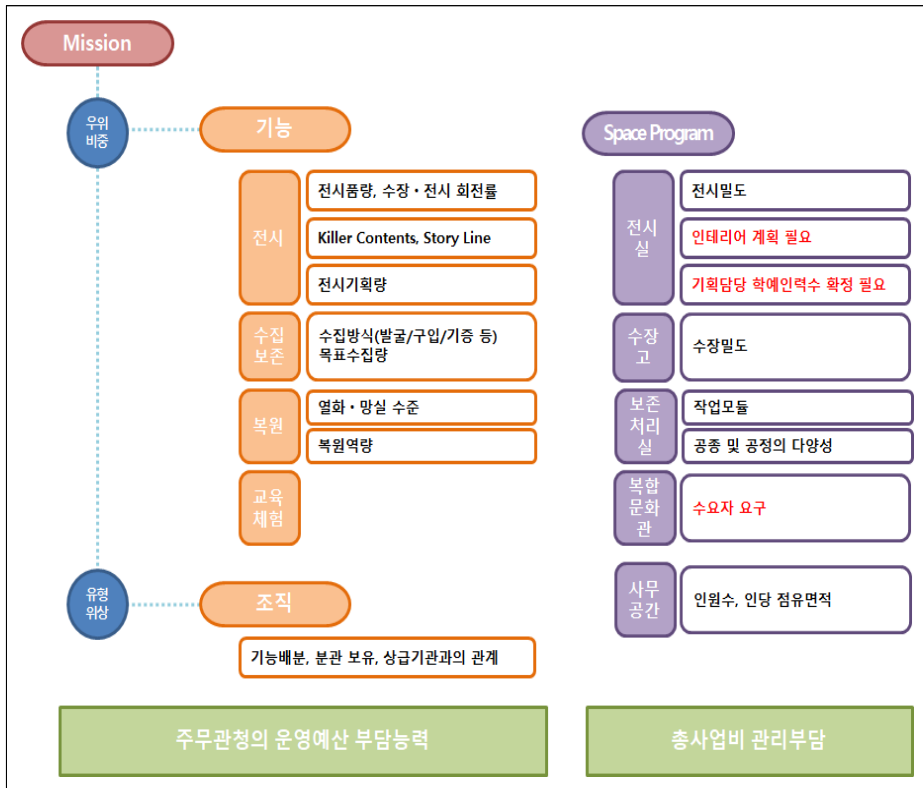 Mission
우위
비중
기능
전시
전시품량, 수장・전시 회전률
Killer Contents, Story Line
전시기획량
수집
보존
수집방식(발굴/구입/기증 등)
목표수집량
복원
열화・망실 수준
복원역량
교육
체험
유형
위상
조직
기능배분, 분관 보유, 상급기관과의 관계
주무관청의 운영예산 부담능력
Space Program
전시
실
전시밀도
인테리어 계획 필요
기획담당 학예인력수 확정 필요
수장
고
수장밀도
보존
처리
실
작업모듈
공종 및 공정의 다양성
복합
문화
관
수요자 요구
사무
공간
인원수, 인당 점유면적
총사업비 관리부담